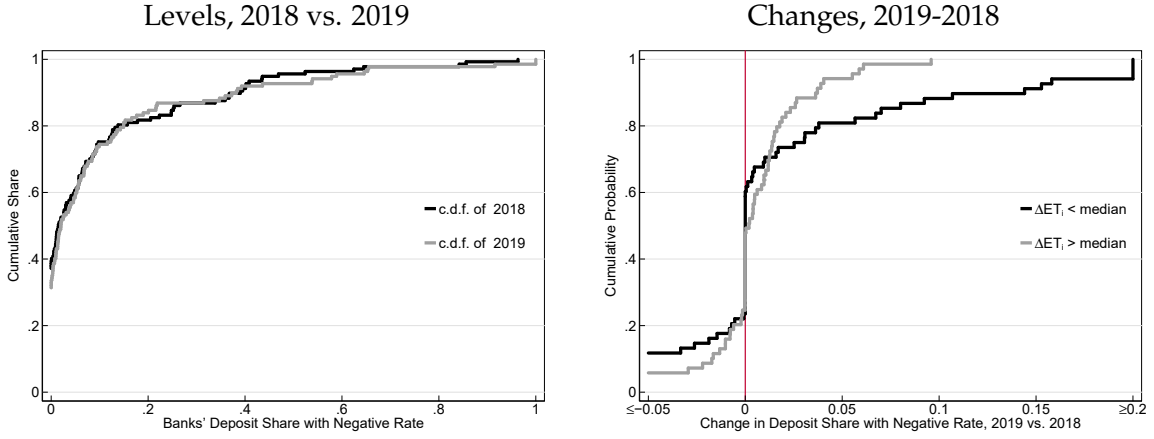 Levels, 2018 vs. 2019
Cumulative Share
1
.8
.6
.4
.2
0
c.d.f. of 2018
c.d.f. of 2019
0 .2 .4 .6 .8 1
Banks' Deposit Share with Negative Rate
Changes, 2019-2018
Cumulative Probability
1
.8
.6
.4
.2
0
ΔETᵢ < median
ΔETᵢ > median
≤−0.05 0 0.05 0.1 0.15 ≥0.2
Change in Deposit Share with Negative Rate, 2019 vs. 2018